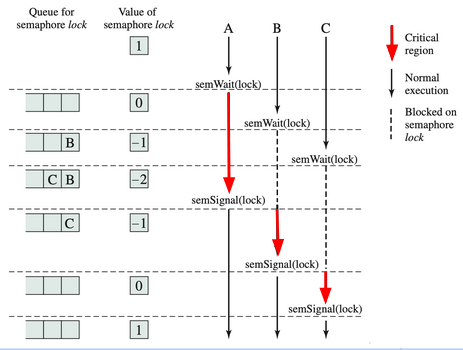 Queue for
semaphore lock
Value of
semaphore lock
A
B
C
1
Critical
region
Normal
execution
Blocked on
semaphore
lock
semWait(lock)
0
semWait(lock)
B
−1
semWait(lock)
C B
−2
semSignal(lock)
C
−1
semSignal(lock)
0
semSignal(lock)
1